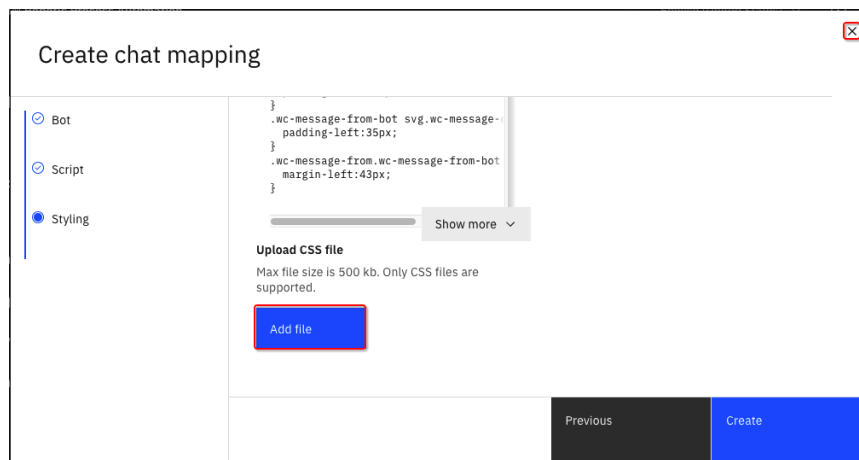 Create chat mapping
Bot
Script
Styling
}
.wc-message-from-bot svg.wc-message-
padding-left:35px;
}
.wc-message-from.wc-message-from-bot
margin-left:43px;
}
Show more
Upload CSS file
Max file size is 500 kb. Only CSS files are
supported.
Add file
Previous
Create